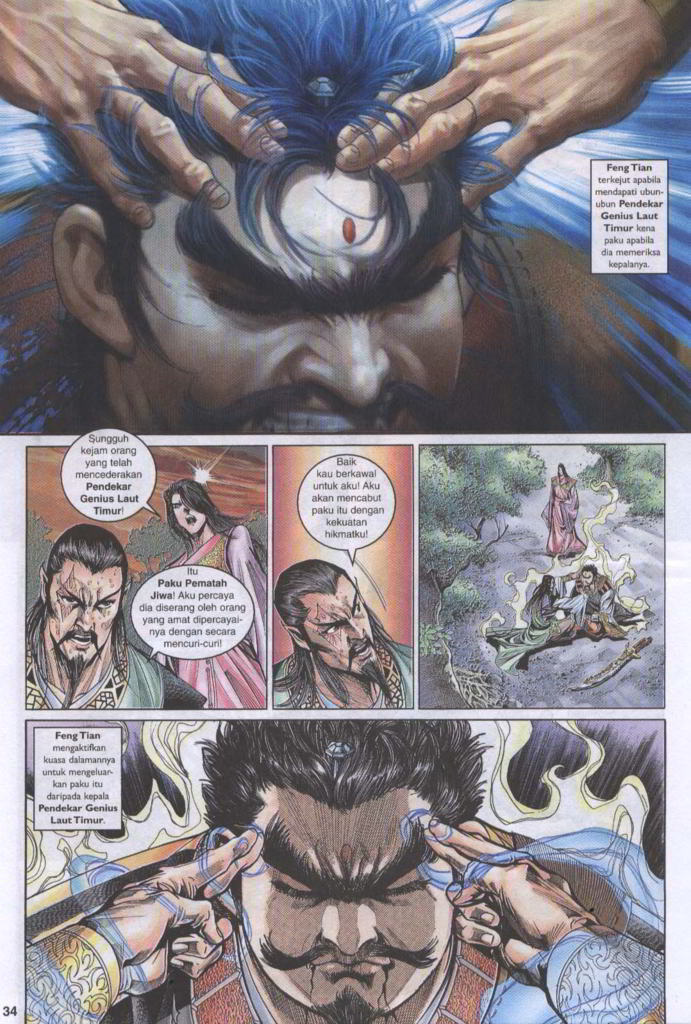 Feng Tian
terkejut apabila
mendapati ubun-
ubun Pendekar
Genius Laut
Timur kena
paku apabila
dia memeriksa
kepalanya.
Sungguh
kejam orang
yang telah
mencederakan
Pendekar
Genius Laut
Timur!
Itu
Paku Pematah
Jiwa! Aku percaya
dia diserang oleh orang
yang amat dipercayai-
nya dengan secara
mencuri-curi!
Baik
kau berkawal
untuk aku! Aku
akan mencabut
paku itu dengan
kekuatan
hikmatku!
Feng Tian
mengaktifkan
kuasa dalamannya
untuk mengeluar-
kan paku itu
daripada kepala
Pendekar Genius
Laut Timur.
34